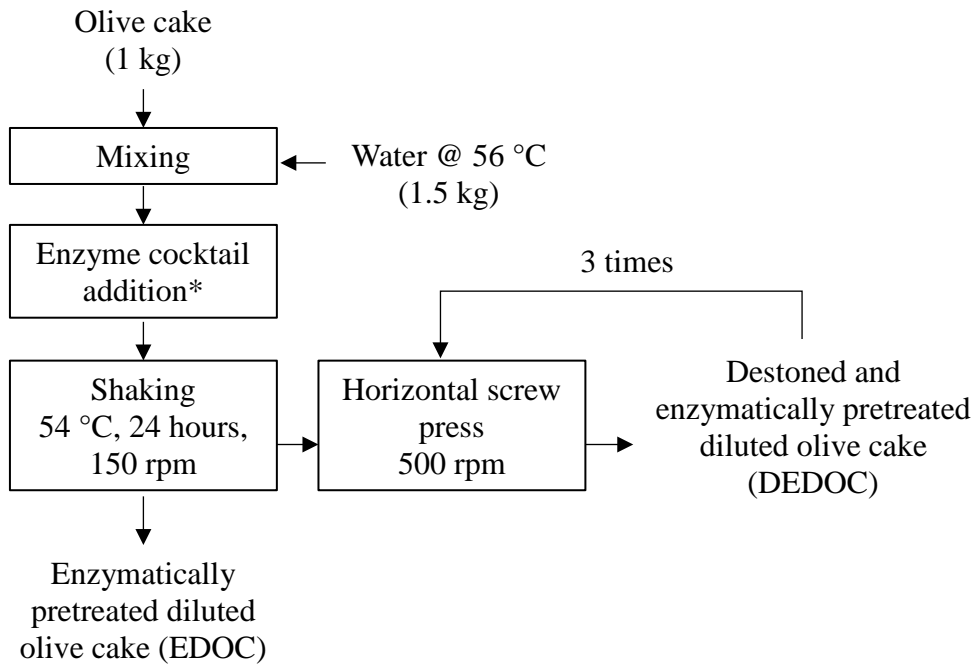 Olive cake
(1 kg)
Mixing
Water @ 56 °C
(1.5 kg)
Enzyme cocktail
addition*
3 times
Shaking
54 °C, 24 hours,
150 rpm
Horizontal screw
press
500 rpm
Destoned and
enzymatically pretreated
diluted olive cake
(DEDOC)
Enzymatically
pretreated diluted
olive cake (EDOC)